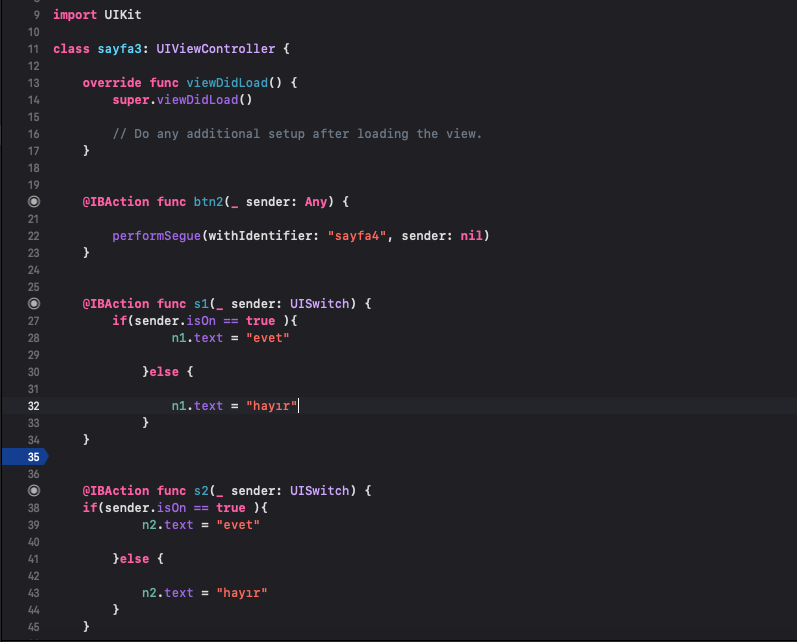 9 import UIKit
10
11 class sayfa3: UIViewController {
12
13 override func viewDidLoad() {
14 super.viewDidLoad()
15
16 // Do any additional setup after loading the view.
17 }
18
19
@IBAction func btn2(_ sender: Any) {
21
22 performSegue(withIdentifier: "sayfa4", sender: nil)
23 }
24
25
@IBAction func s1(_ sender: UISwitch) {
27 if(sender.isOn == true ){
28 n1.text = "evet"
29
30 }else {
31
32 n1.text = "hayır"
33 }
34 }
35
36
@IBAction func s2(_ sender: UISwitch) {
38 if(sender.isOn == true ){
39 n2.text = "evet"
40
41 }else {
42
43 n2.text = "hayır"
44 }
45 }